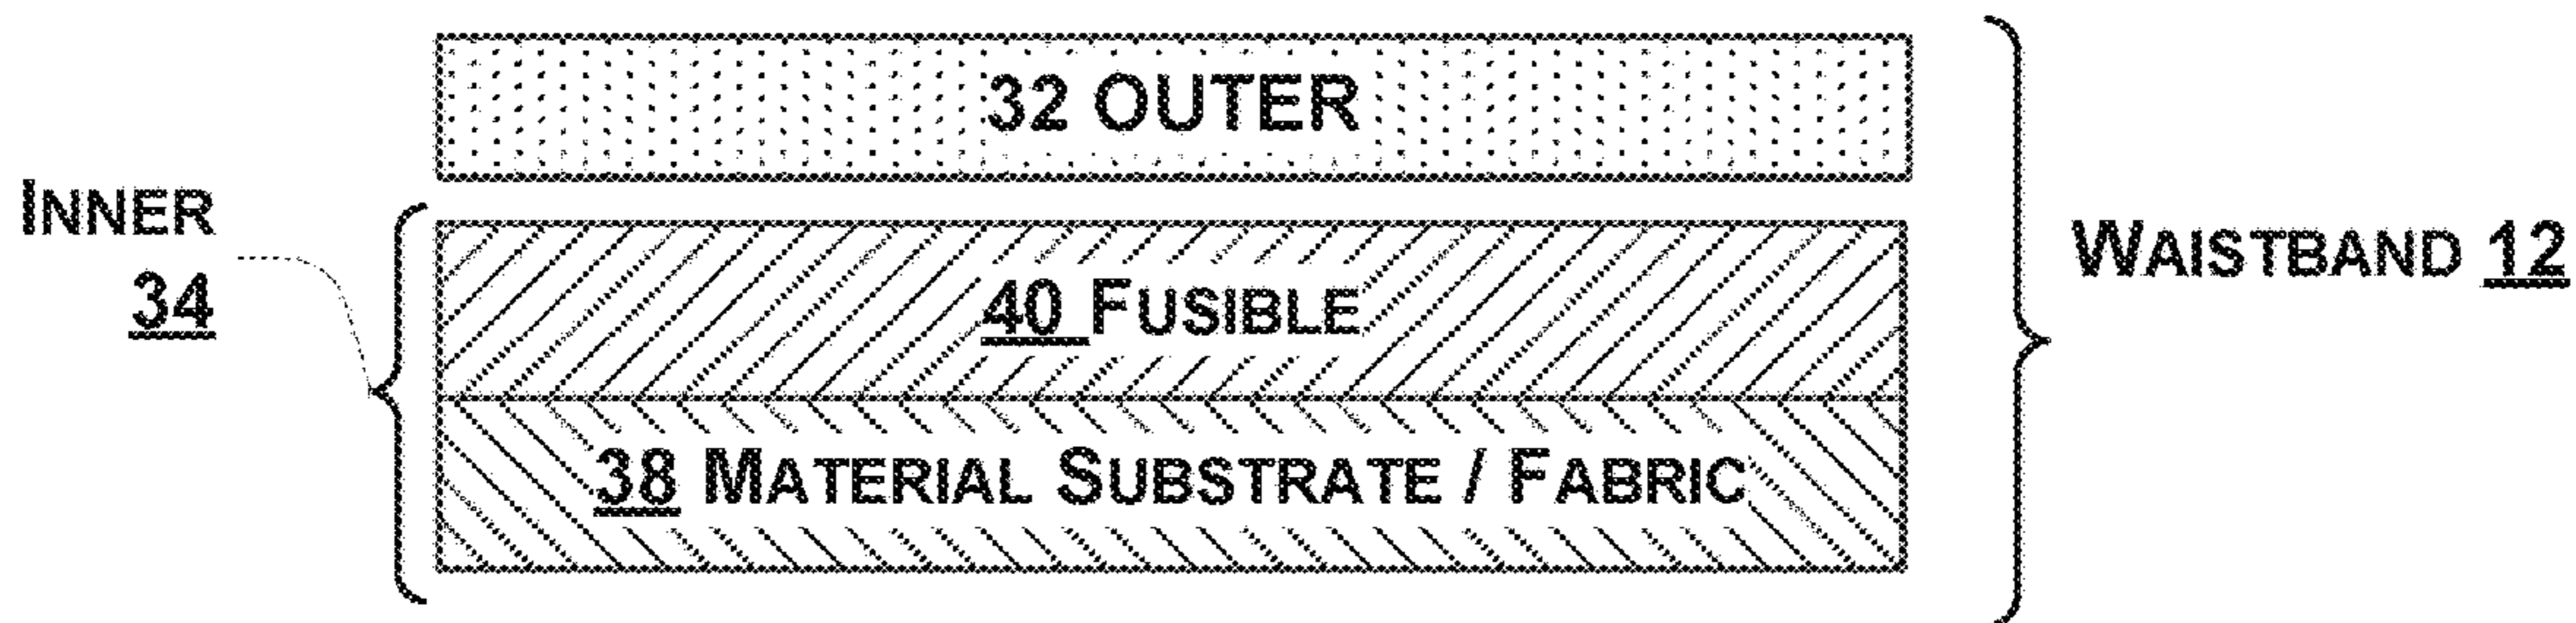 32 OUTER
INNER
34
40 FUSIBLE
WAISTBAND 12
38 MATERIAL SUBSTRATE / FABRIC